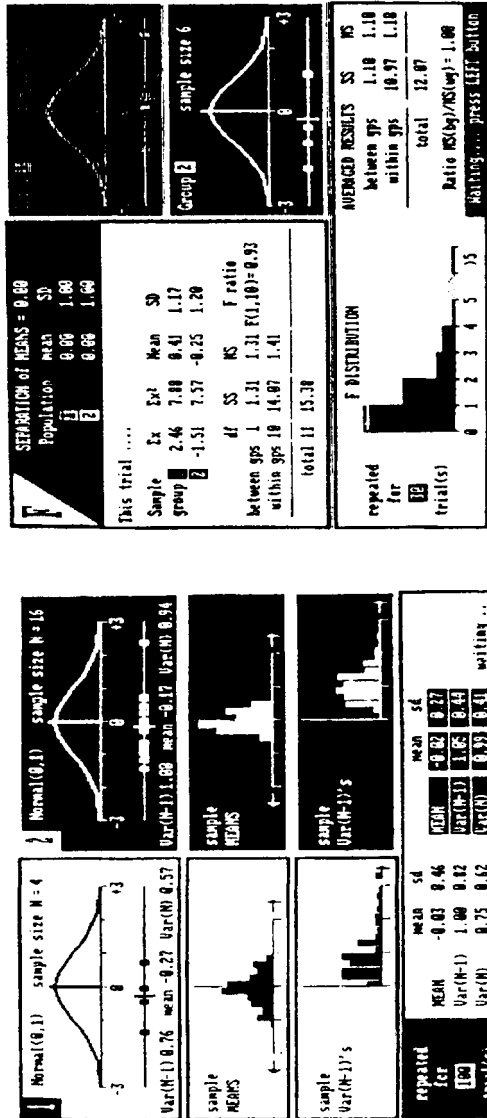 1
Normal(0,1) sample size N = 4
-3 0 +3
Var(N-1) 0.76 mean -0.27 Var(N) 0.57
sample
MEANS
sample
Var(N-1)'s
repeated
for
100
mean sd
MEAN -0.03 0.46
Var(N-1) 1.00 0.82
Var(N) 0.75 0.62
2
Normal(0,1) sample size N = 16
-3 0 +3
Var(N-1) 1.00 mean -0.17 Var(N) 0.94
sample
MEANS
sample
Var(N-1)'s
mean sd
MEAN -0.02 0.27
Var(N-1) 1.05 0.44
Var(N) 0.99 0.41
waiting ..
F
SEPARATION of MEANS = 0.00
Population mean SD
1 0.00 1.00
2 0.00 1.00
This trial ....
Sample Σx Σx² Mean SD
group 2.46 7.88 0.41 1.17
2 -1.51 7.57 -0.25 1.20
df SS MS F ratio
between gps 1 1.31 1.31 F(1,10)= 0.93
within gps 10 14.07 1.41
total 11 15.38
Group 2 sample size 6
-3 0 +3
repeated
for
trial(s)
F DISTRIBUTION
0 1 2 3 4 5 >5
AVERAGED RESULTS SS MS
between gps 1.18 1.18
within gps 10.97 1.18
total 12.07
Ratio MS(bg)/MS(wg)= 1.00
Waiting.... press LEFT button